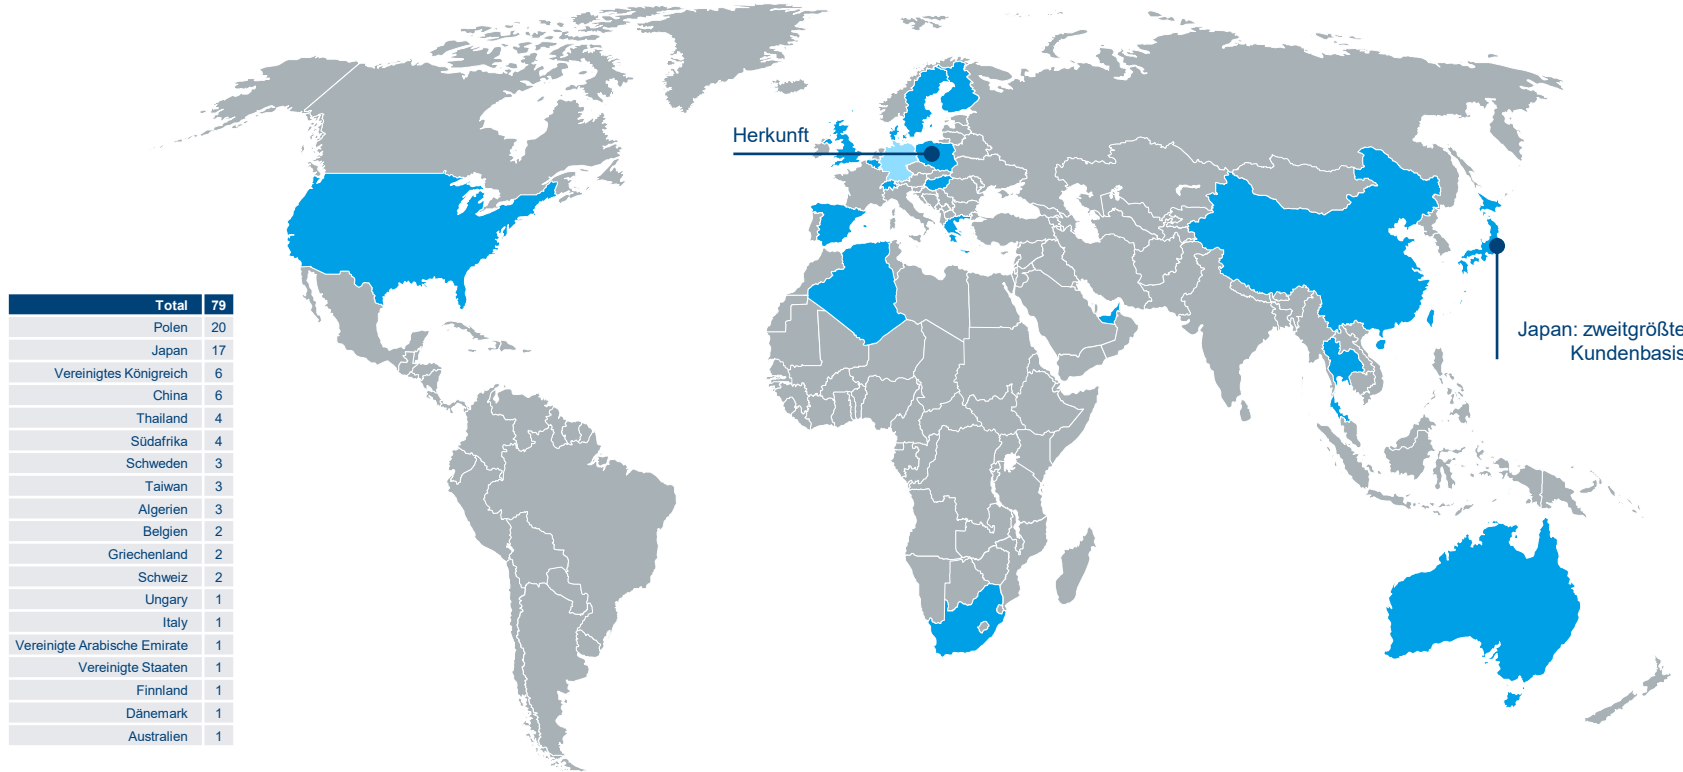 Herkunft
Japan: zweitgrößte
Kundenbasis
Total 79
Polen 20
Japan 17
Vereinigtes Königreich 6
China 6
Thailand 4
Südafrika 4
Schweden 3
Taiwan 3
Algerien 3
Belgien 2
Griechenland 2
Schweiz 2
Ungary 1
Italy 1
Vereinigte Arabische Emirate 1
Vereinigte Staaten 1
Finnland 1
Dänemark 1
Australien 1